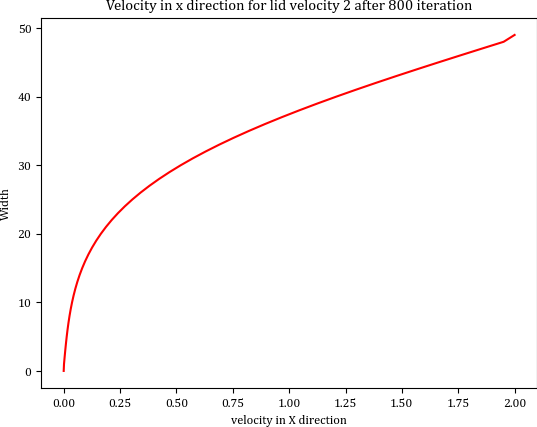 Velocity in x direction for lid velocity 2 after 800 iteration
50
40
30
20
10
0
Width
0.00 0.25 0.50 0.75 1.00 1.25 1.50 1.75 2.00
velocity in X direction